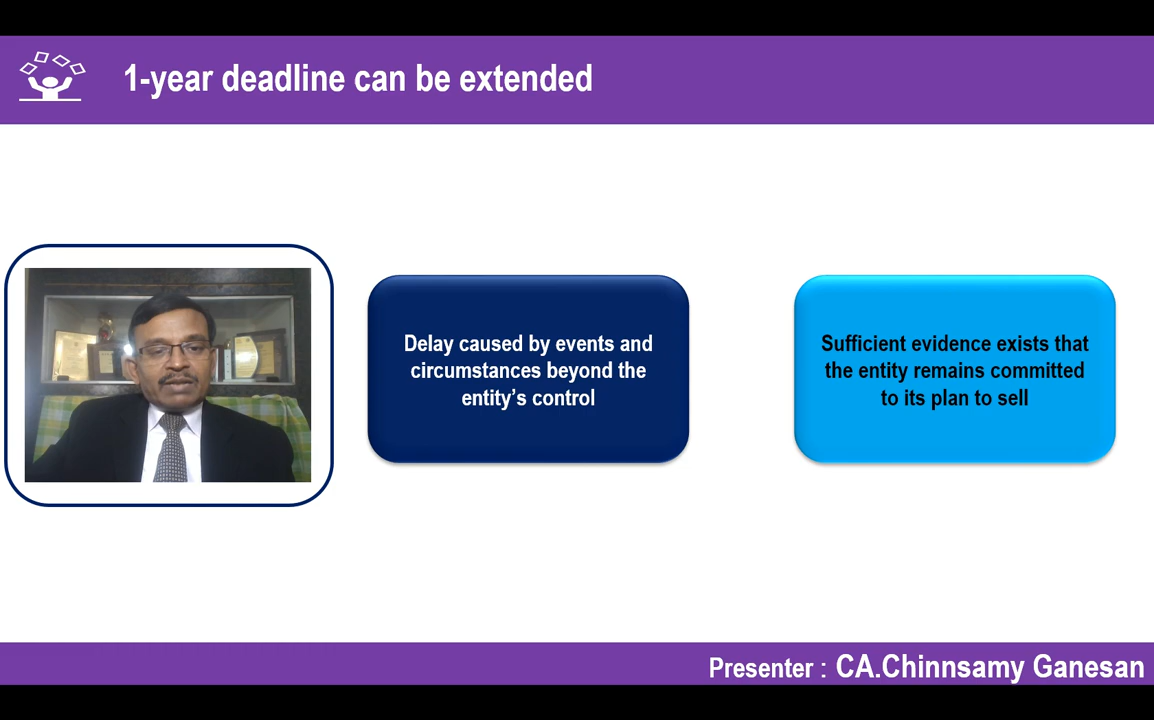 1-year deadline can be extended
Delay caused by events and
circumstances beyond the
entity’s control
Sufficient evidence exists that
the entity remains committed
to its plan to sell
Presenter : CA.Chinnsamy Ganesan